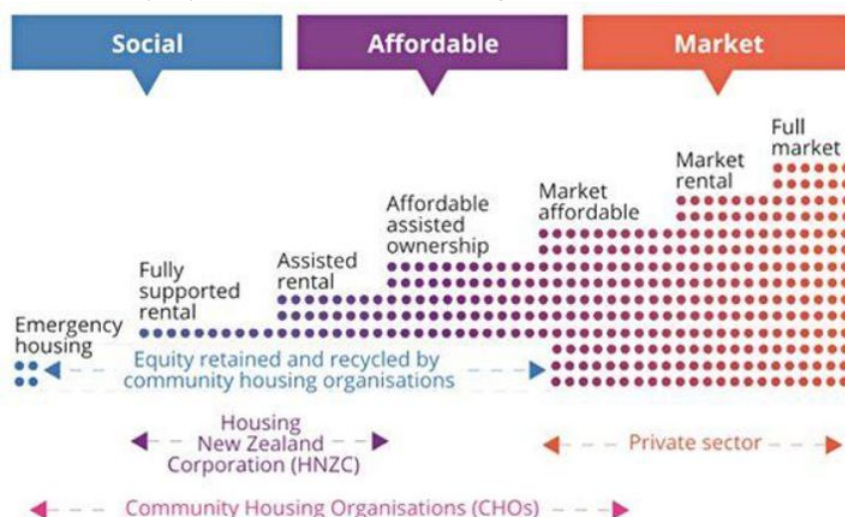 Social
Affordable
Market
Full
market
Market
rental
Market
affordable
Affordable
assisted
ownership
Assisted
rental
Fully
supported
rental
Emergency
housing
Equity retained and recycled by
community housing organisations
Housing
New Zealand
Corporation (HNZC)
Private sector
Community Housing Organisations (CHOs)